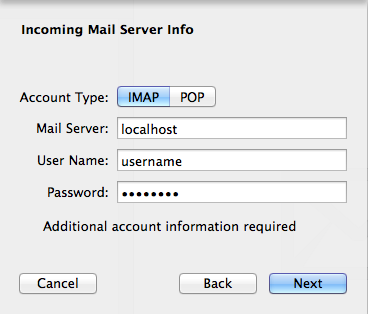 Incoming Mail Server Info
Account Type: IMAP POP
Mail Server: localhost
User Name: username
Password: ••••••••
Additional account information required
Cancel Back Next